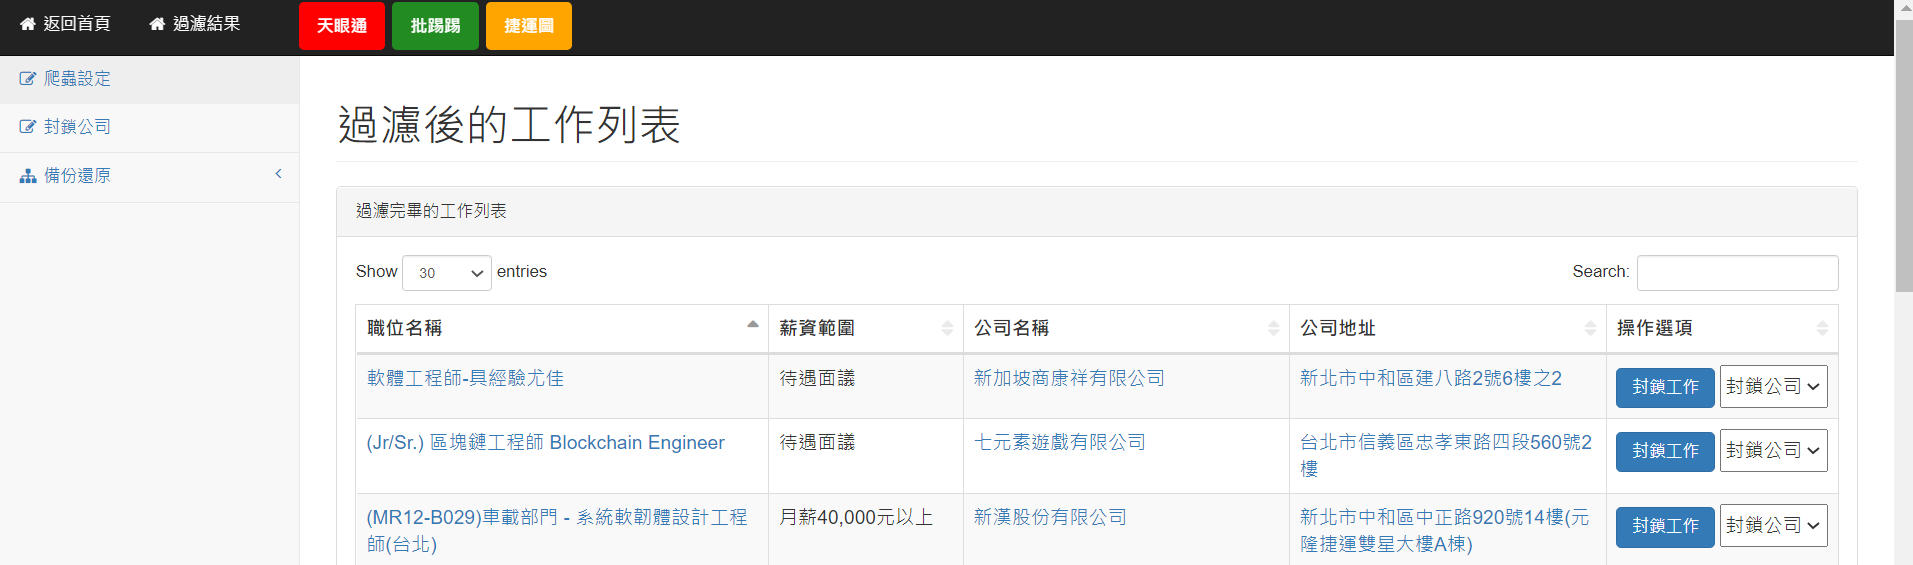 返回首頁 過濾結果 天眼通 批踢踢 捷運圖
爬蟲設定
封鎖公司
備份還原
過濾後的工作列表
過濾完畢的工作列表
Show 30 entries Search:
職位名稱 薪資範圍 公司名稱 公司地址 操作選項
軟體工程師-具經驗尤佳 待遇面議 新加坡商康祥有限公司 新北市中和區建八路2號6樓之2 封鎖工作 封鎖公司
(Jr/Sr.) 區塊鏈工程師 Blockchain Engineer 待遇面議 七元素遊戲有限公司 台北市信義區忠孝東路四段560號2 封鎖工作 封鎖公司
樓
(MR12-B029)車載部門 - 系統軟韌體設計工程 月薪40,000元以上 新漢股份有限公司 新北市中和區中正路920號14樓(元 封鎖工作 封鎖公司
師(台北) 隆捷運雙星大樓A棟)